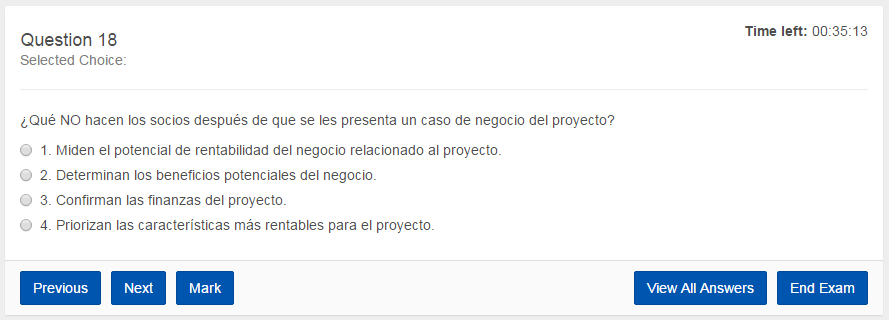 Question 18
Time left: 00:35:13
Selected Choice:
¿Qué NO hacen los socios después de que se les presenta un caso de negocio del proyecto?
1. Miden el potencial de rentabilidad del negocio relacionado al proyecto.
2. Determinan los beneficios potenciales del negocio.
3. Confirman las finanzas del proyecto.
4. Priorizan las características más rentables para el proyecto.
Previous Next Mark View All Answers End Exam